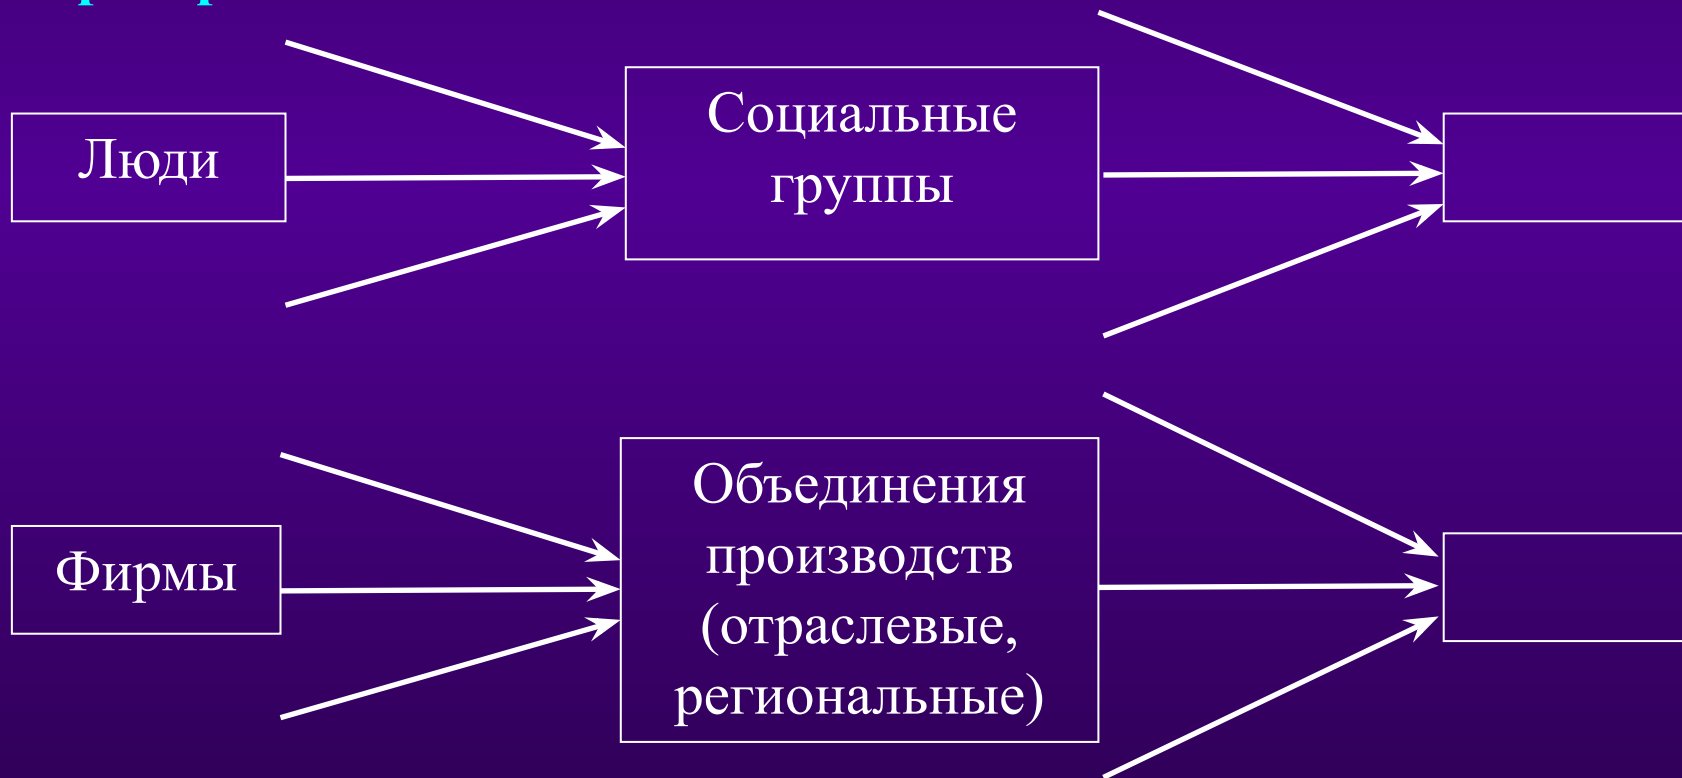 Люди
Социальные
группы
Фирмы
Объединения
производств
(отраслевые,
региональные)